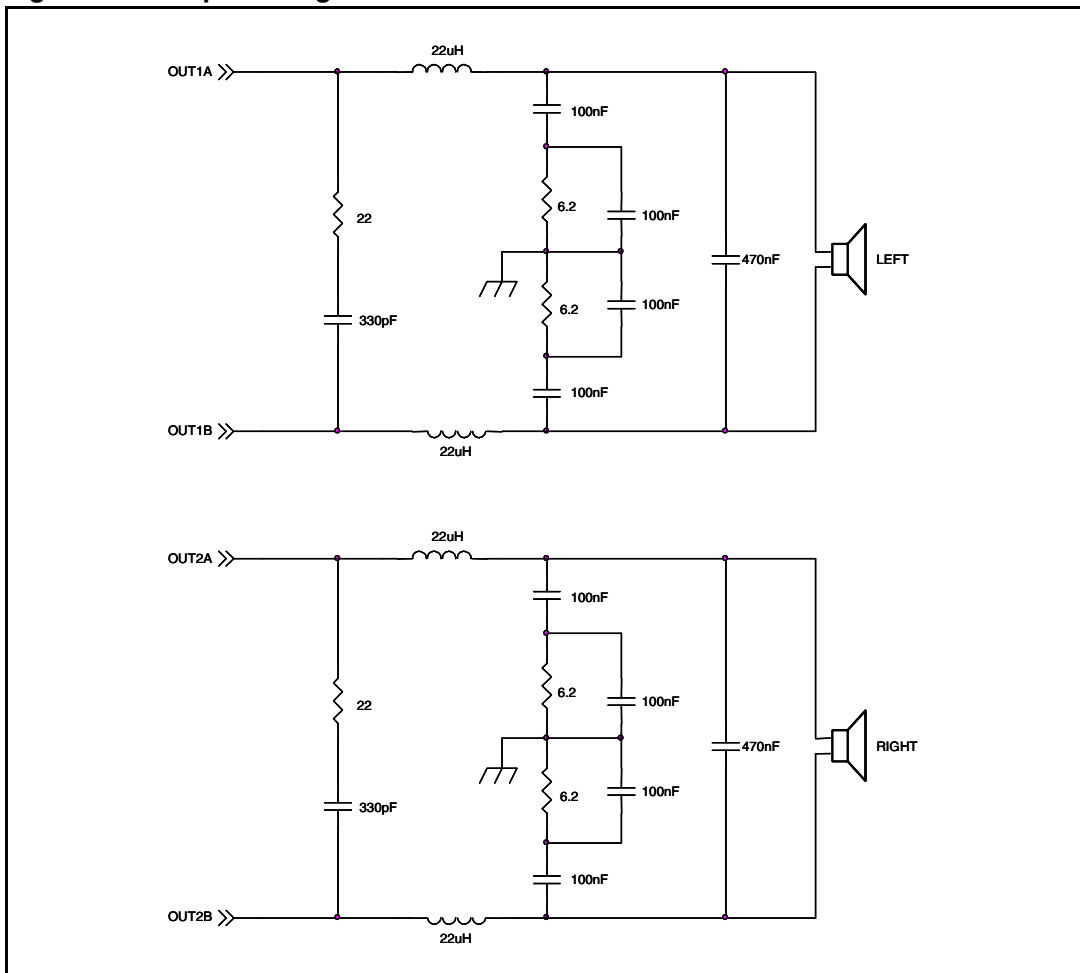 22uH
OUT1A
100nF
6.2
100nF
22
470nF
LEFT
6.2
100nF
330pF
100nF
OUT1B
22uH
22uH
OUT2A
100nF
6.2
100nF
22
470nF
RIGHT
6.2
100nF
330pF
100nF
OUT2B
22uH